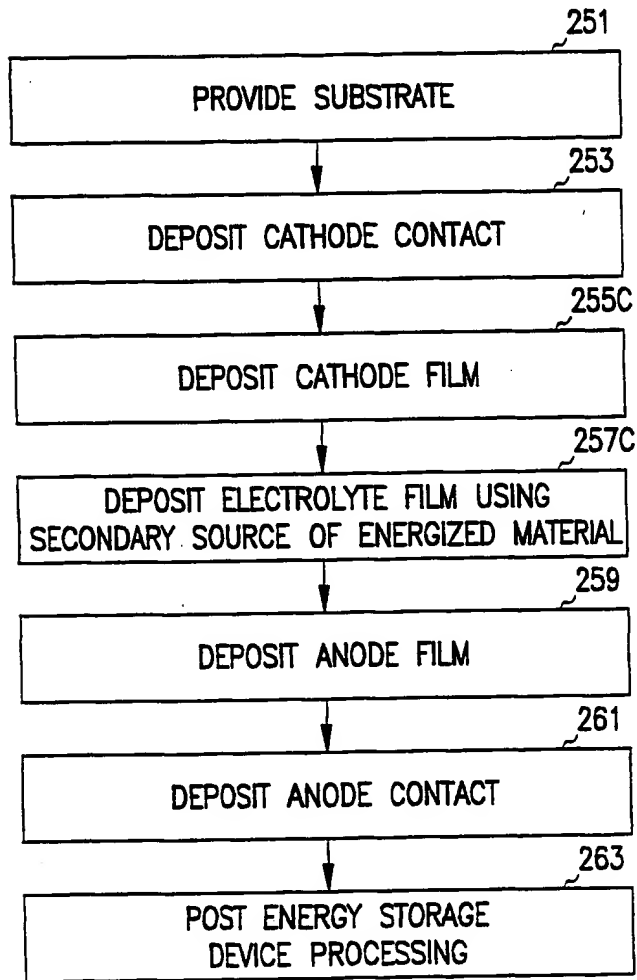 251
PROVIDE SUBSTRATE
253
DEPOSIT CATHODE CONTACT
255C
DEPOSIT CATHODE FILM
257C
DEPOSIT ELECTROLYTE FILM USING
SECONDARY SOURCE OF ENERGIZED MATERIAL
259
DEPOSIT ANODE FILM
261
DEPOSIT ANODE CONTACT
263
POST ENERGY STORAGE
DEVICE PROCESSING